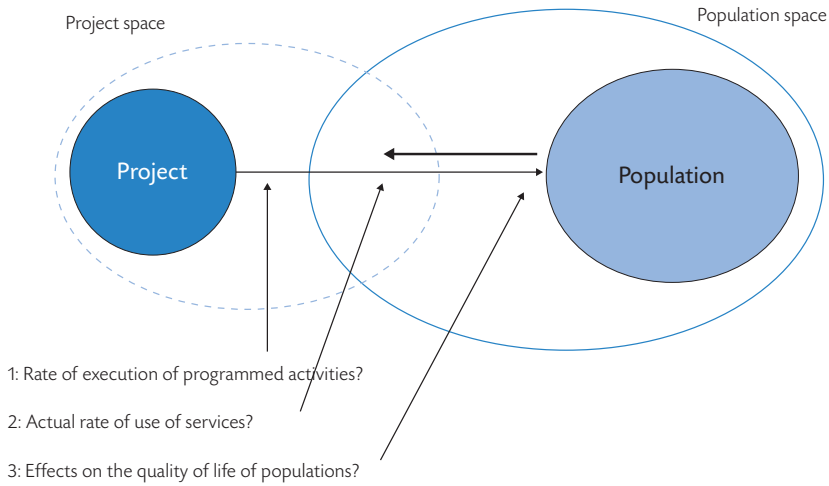 Project space
Population space
Project
Population
1: Rate of execution of programmed activities?
2: Actual rate of use of services?
3: Effects on the quality of life of populations?